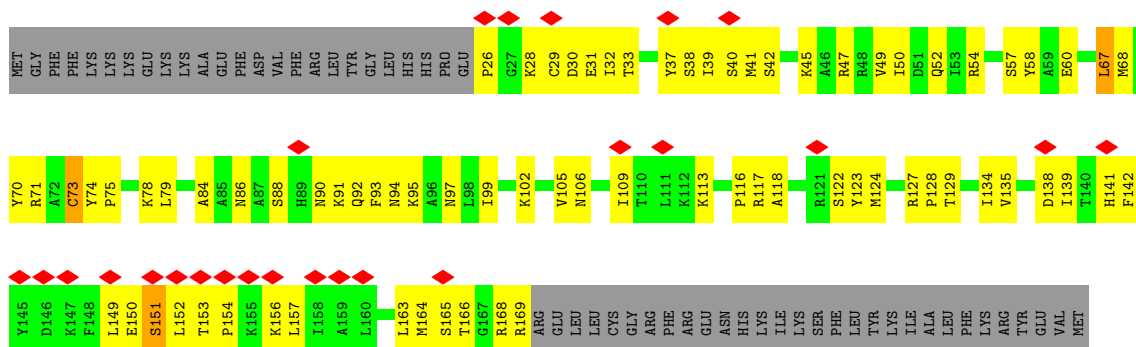 MET GLY PHE PHE LYS LYS LYS GLU LYS LYS ALA GLU PHE ASP VAL PHE ARG LEU TYR GLY LEU HIS HIS PRO GLU P26 G27 K28 C29 D30 E31 I32 T33 Y37 S38 I39 S40 M41 S42 K45 A46 R47 R48 V49 I50 D51 Q52 I53 R54 S57 Y58 A59 E60 L67 M68
Y70 R71 A72 C73 Y74 P75 K78 L79 A84 A85 N86 A87 S88 H89 N90 K91 Q92 F93 N94 K95 A96 N97 L98 I99 K102 V105 N106 I109 T110 L111 K112 K113 P116 R117 A118 R121 S122 Y123 M124 R127 P128 T129 I134 V135 D138 I139 T140 H141 F142
Y145 D146 K147 F148 L149 E150 S151 L152 T153 P154 K155 K156 L157 I158 A159 L160 L163 M164 S165 T166 G167 R168 R169 ARG GLU LEU LEU CYS GLY ARG PHE ARG GLU ASN HIS LYS ILE LYS SER PHE LEU TYR LYS ILE ALA LEU PHE LYS ARG TYR GLU VAL MET